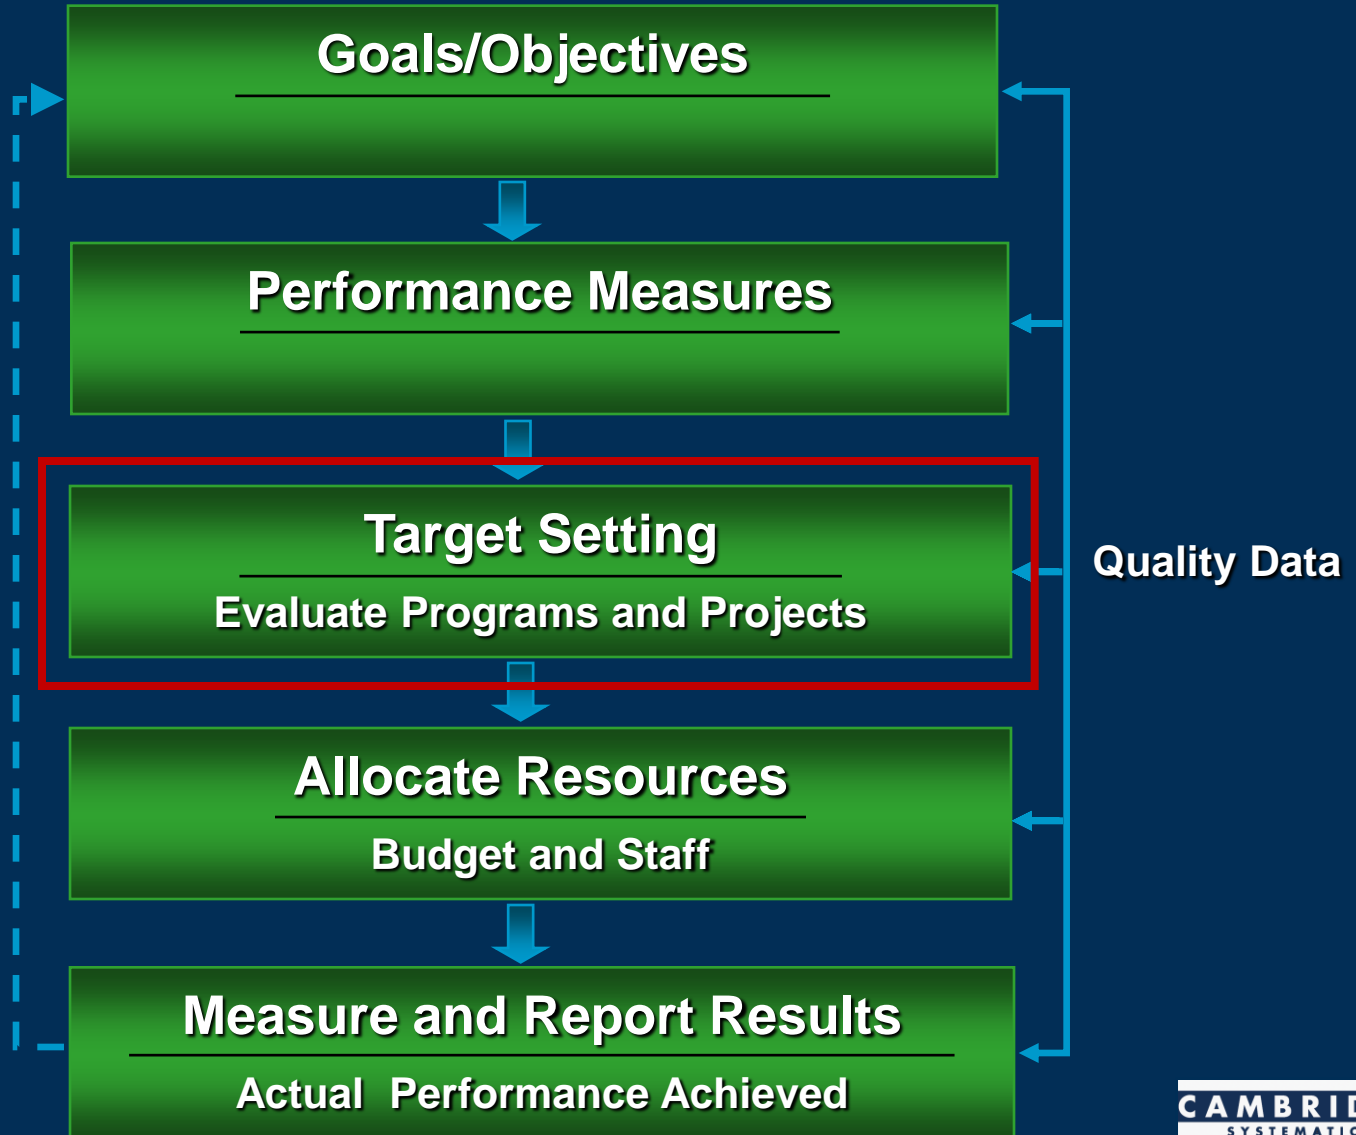 Goals/Objectives
Performance Measures
Target Setting
Evaluate Programs and Projects
Quality Data
Allocate Resources
Budget and Staff
Measure and Report Results
Actual Performance Achieved